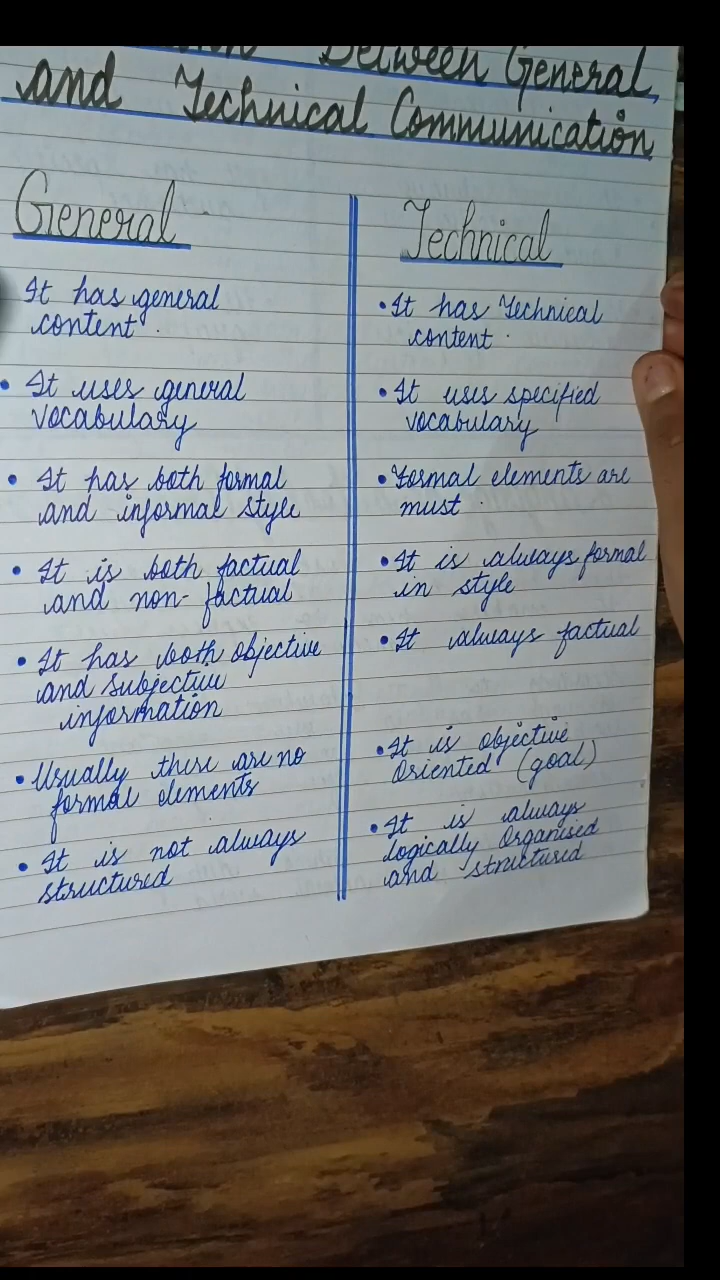 Between General,
and Technical Communication
General
It has general
content.
• It uses general
vocabulary
• It has both formal
and informal style
• It is both factual
and non-factual
• It has both objective
and subjective
information
• Usually there are no
formal elements
• It is not always
structured
Technical
• It has Technical
content.
• It uses specified
vocabulary
• Formal elements are
must.
• It is always formal
in style
• It always factual
• It is objective
Oriented (goal)
• It is always
logically Organised
and structured